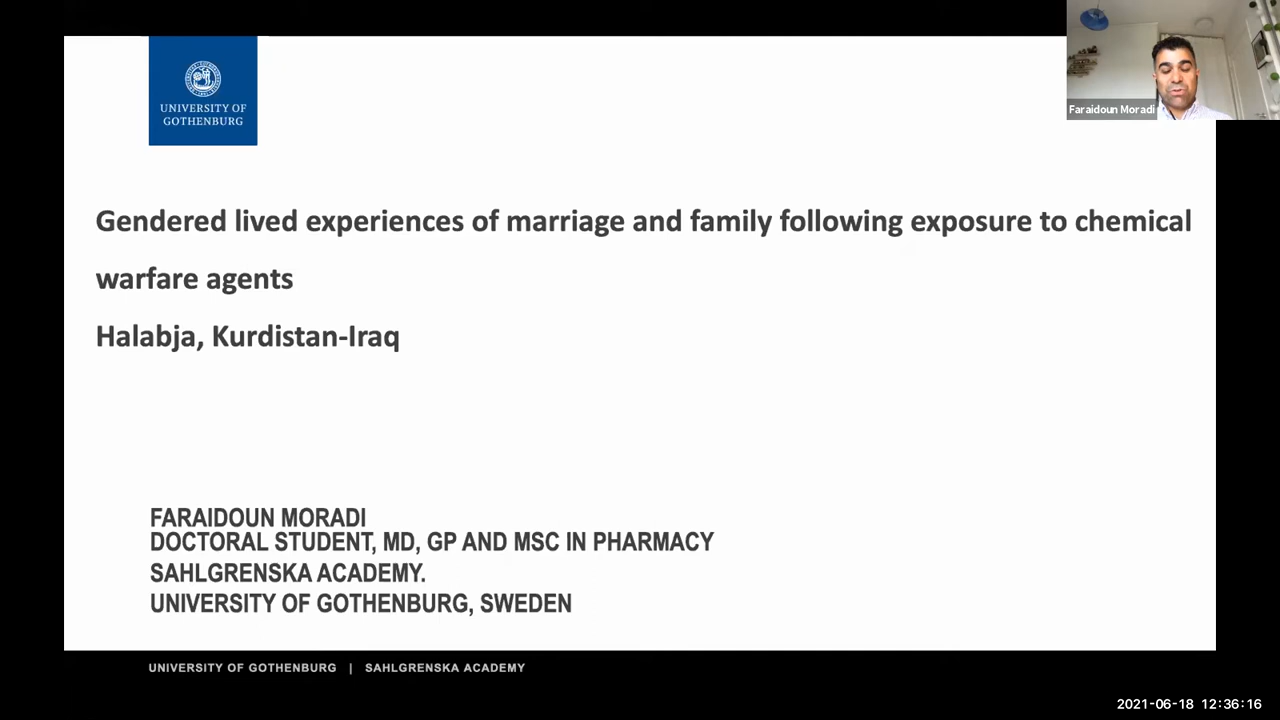 UNIVERSITY OF
GOTHENBURG
Faraidoun Moradi
Gendered lived experiences of marriage and family following exposure to chemical
warfare agents
Halabja, Kurdistan-Iraq
FARAIDOUN MORADI
DOCTORAL STUDENT, MD, GP AND MSC IN PHARMACY
SAHLGRENSKA ACADEMY.
UNIVERSITY OF GOTHENBURG, SWEDEN
UNIVERSITY OF GOTHENBURG | SAHLGRENSKA ACADEMY
2021-06-18 12:36:16